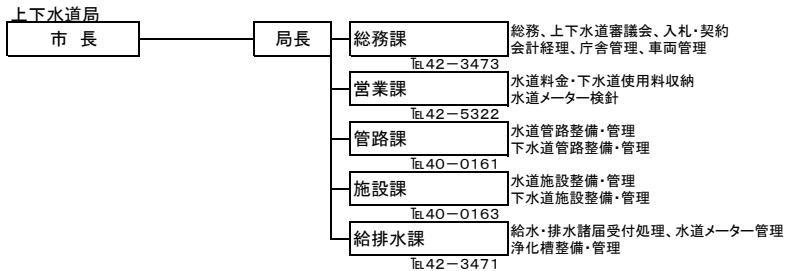 上下水道局
市 長
局長
総務課
総務、上下水道審議会、入札・契約
会計経理、庁舎管理、車両管理
℡42－3473
営業課
水道料金・下水道使用料収納
水道メーター検針
℡42－5322
管路課
水道管路整備・管理
下水道管路整備・管理
℡40－0161
施設課
水道施設整備・管理
下水道施設整備・管理
℡40－0163
給排水課
給水・排水諸届受付処理、水道メーター管理
浄化槽整備・管理
℡42－3471